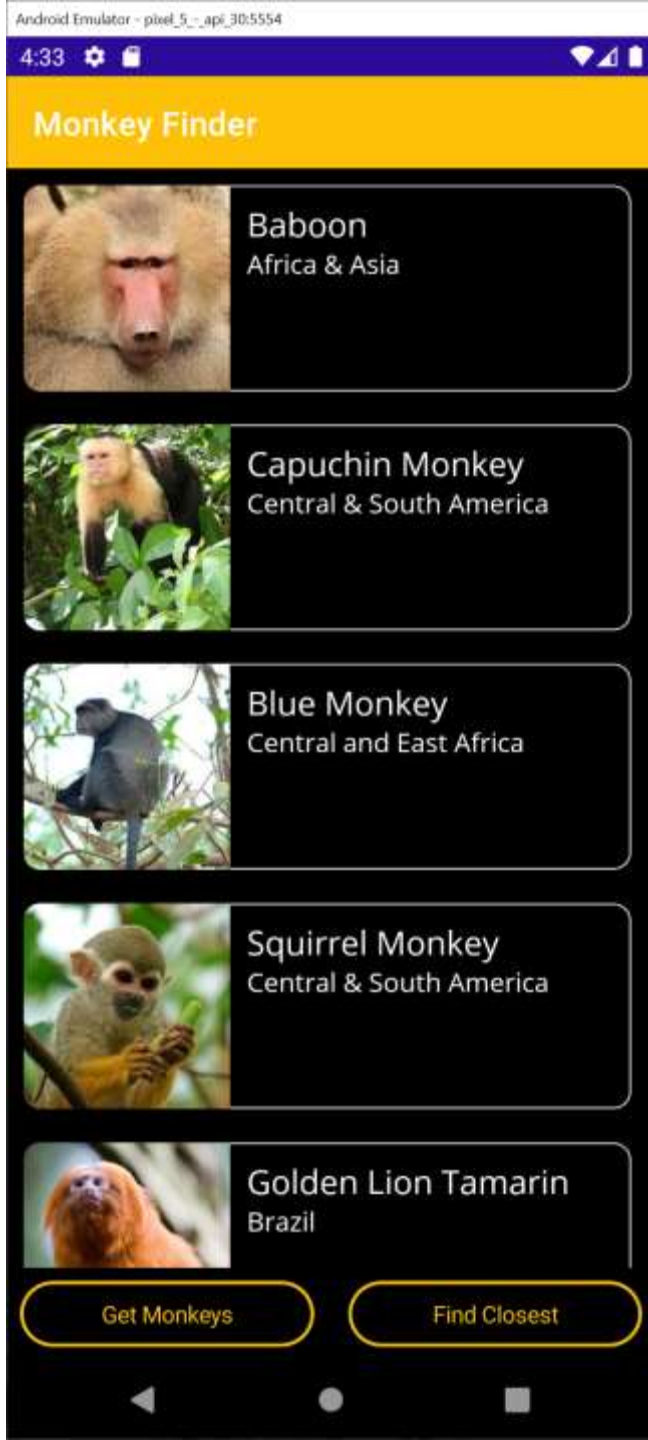 Android Emulator - pixel_5_-_api_30:5554
4:33
Monkey Finder
Baboon
Africa & Asia
Capuchin Monkey
Central & South America
Blue Monkey
Central and East Africa
Squirrel Monkey
Central & South America
Golden Lion Tamarin
Brazil
Get Monkeys
Find Closest